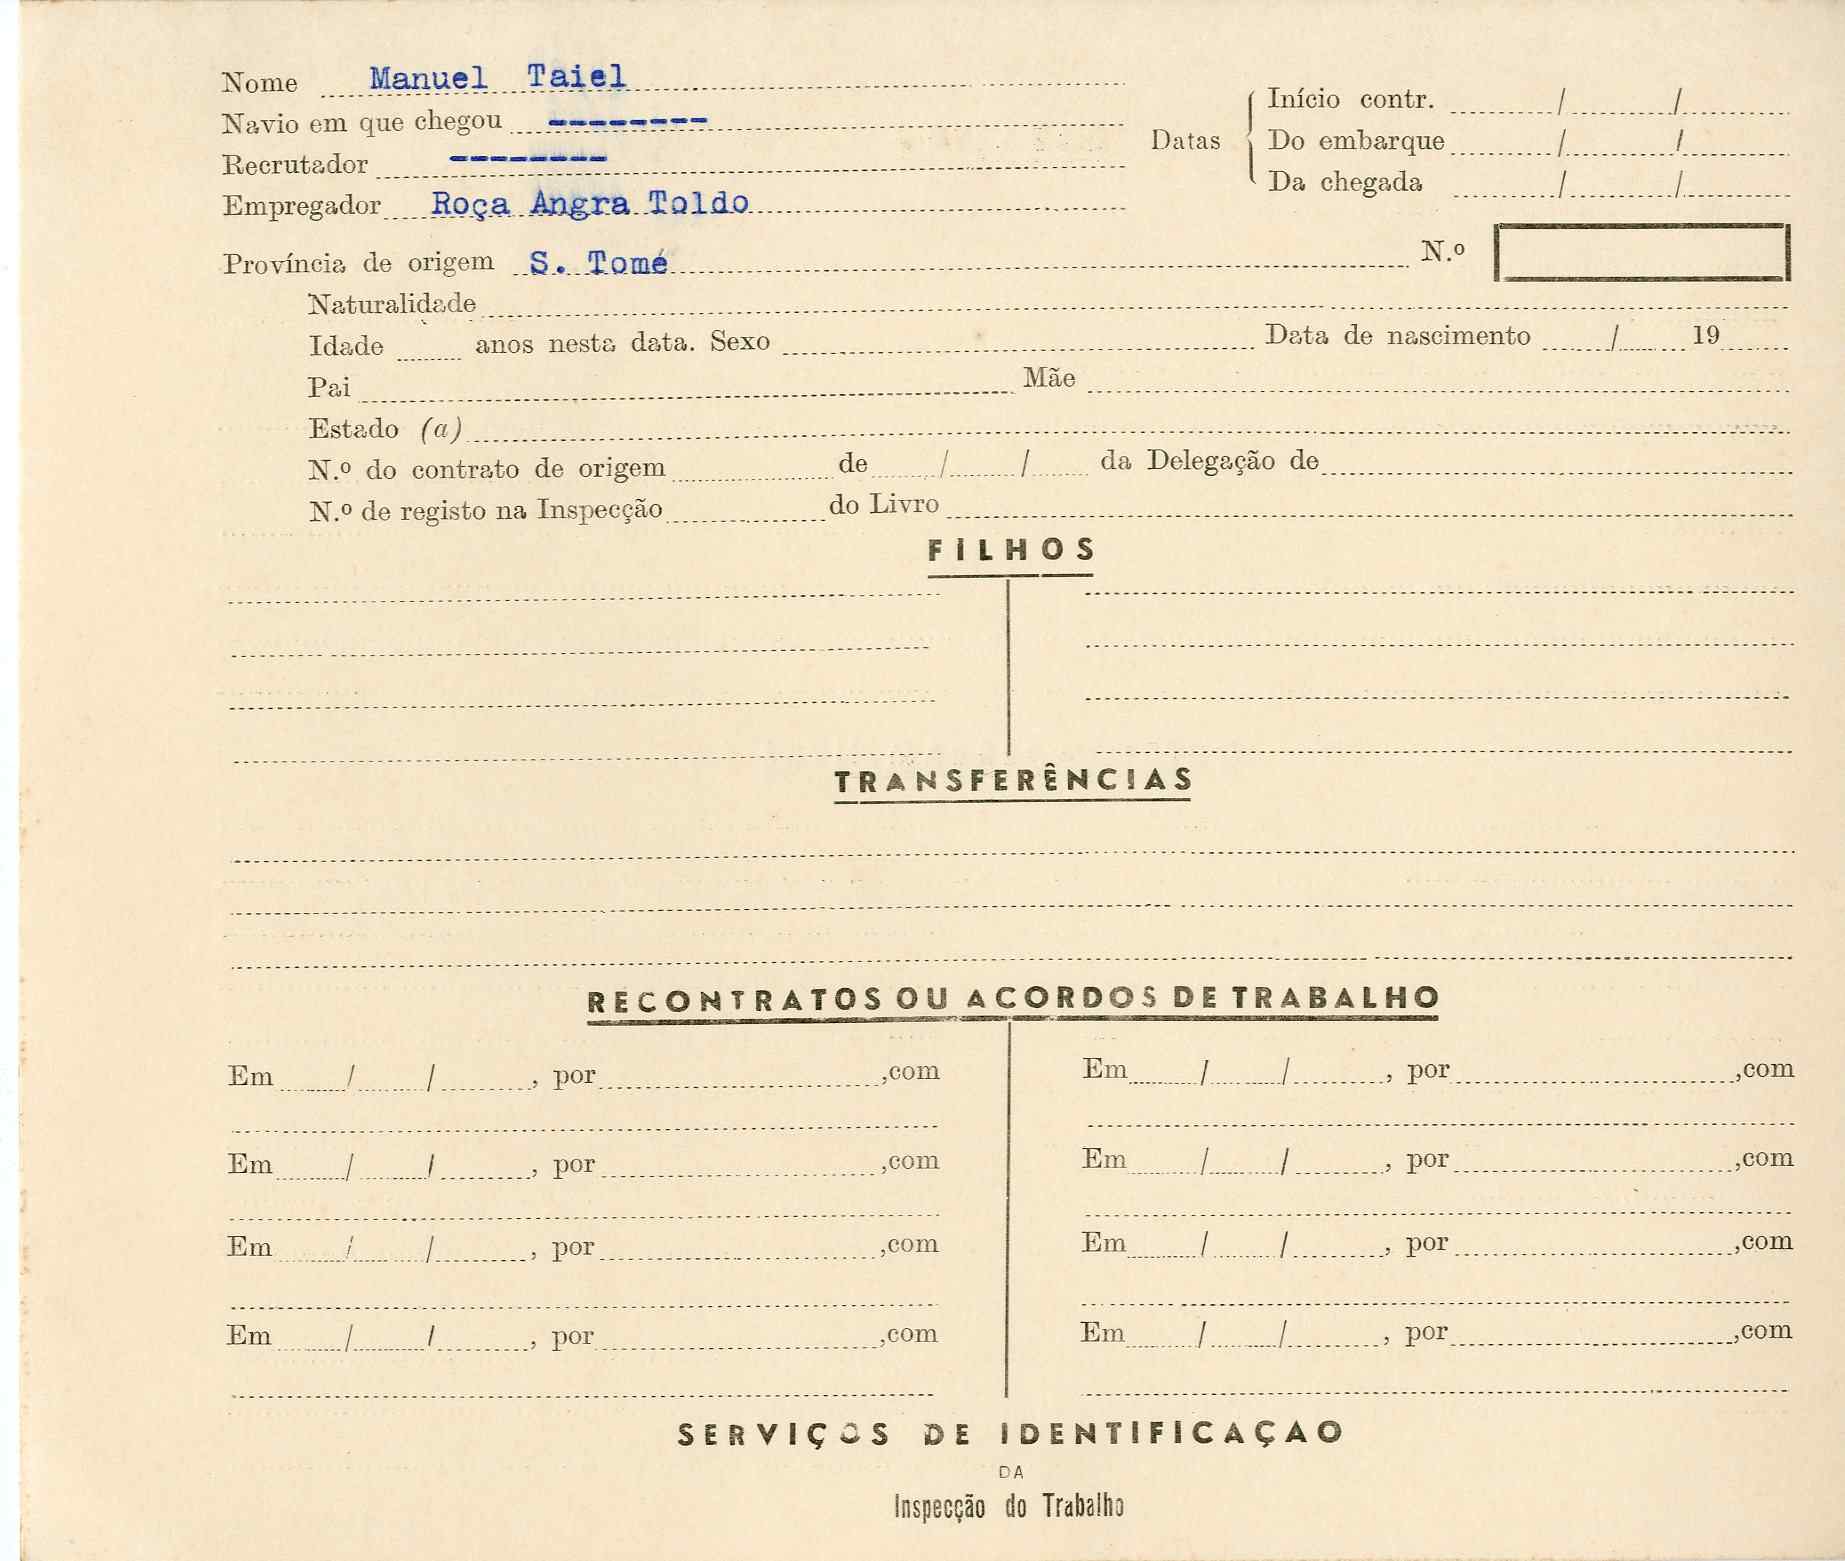 Nome Manuel Taiel
Navio em que chegou --------
Recrutador --------
Empregador Roça Angra Toldo
Datas
Início contr. / /
Do embarque / /
Da chegada / /
Província de origem S. Tomé N.º
Naturalidade
Idade anos nesta data. Sexo Data de nascimento / 19
Pai Mãe
Estado (a)
N.º do contrato de origem de / / da Delegação de
N.º de registo na Inspecção do Livro
FILHOS
TRANSFERÊNCIAS
RECONTRATOS OU ACORDOS DE TRABALHO
Em / / , por ,com Em / / , por ,com
Em / / , por ,com Em / / , por ,com
Em / / , por ,com Em / / , por ,com
Em / / , por ,com Em / / , por ,com
SERVIÇOS DE IDENTIFICAÇAO
DA
Inspecção do Trabalho